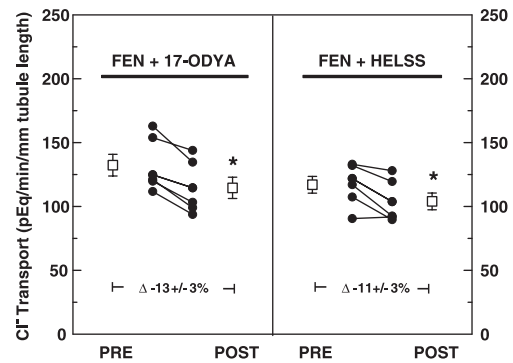 250
200
150
100
50
0
Cl⁻ Transport (pEq/min/mm tubule length)
FEN + 17-ODYA
*
Δ -13+/- 3%
PRE
POST
FEN + HELSS
*
Δ -11+/- 3%
PRE
POST
250
200
150
100
50
0